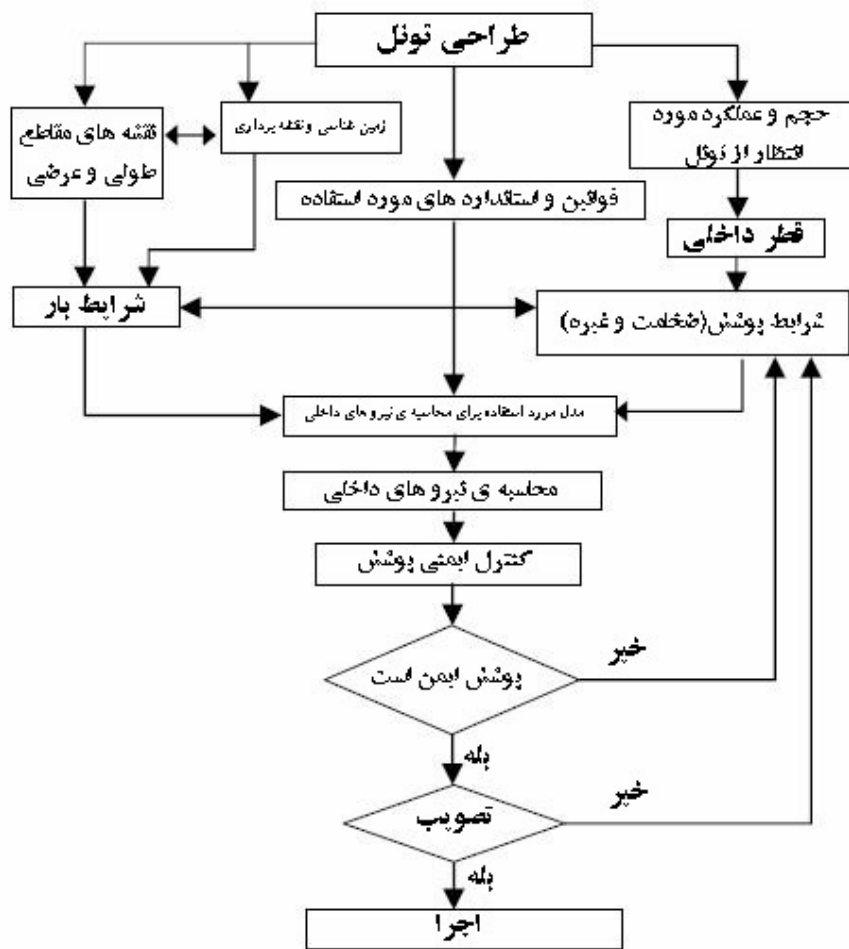 طراحی تونل
حجم و عملکرد مورد
انتظار از تونل
زمین شناسی و نقشه برداری
نقشه های مقاطع
طولی و عرضی
قوانین و استاندارد های مورد استفاده
قطر داخلی
شرایط بار
شرایط پوشش(ضخامت و غیره)
مدل مورد استفاده برای محاسبه ی نیرو های داخلی
محاسبه ی نیرو های داخلی
کنترل ایمنی پوشش
خیر
پوشش ایمن است
بله
خیر
تصویب
بله
اجرا